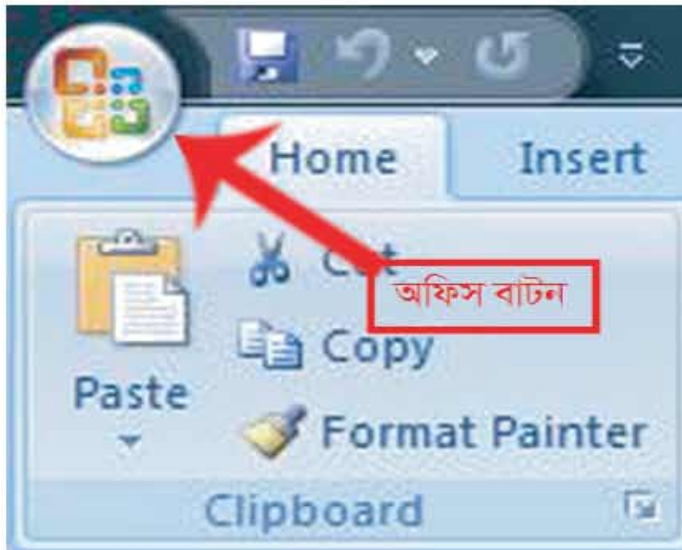 Home Insert
Cut
অফিস বাটন
Copy
Paste
Format Painter
Clipboard